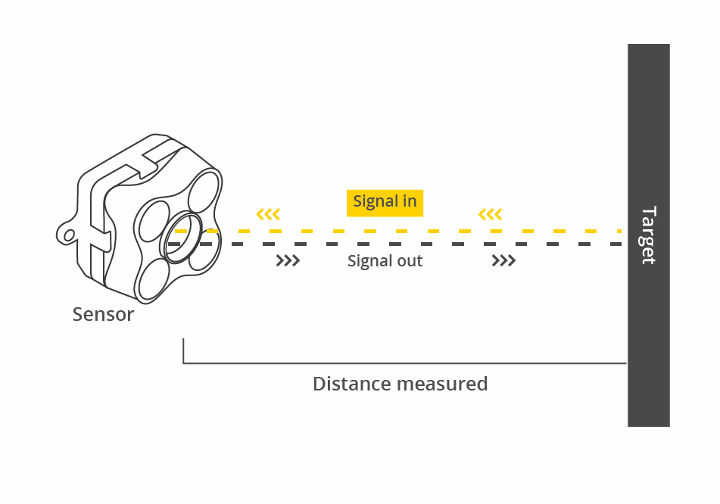 Signal in
Signal out
Target
Sensor
Distance measured